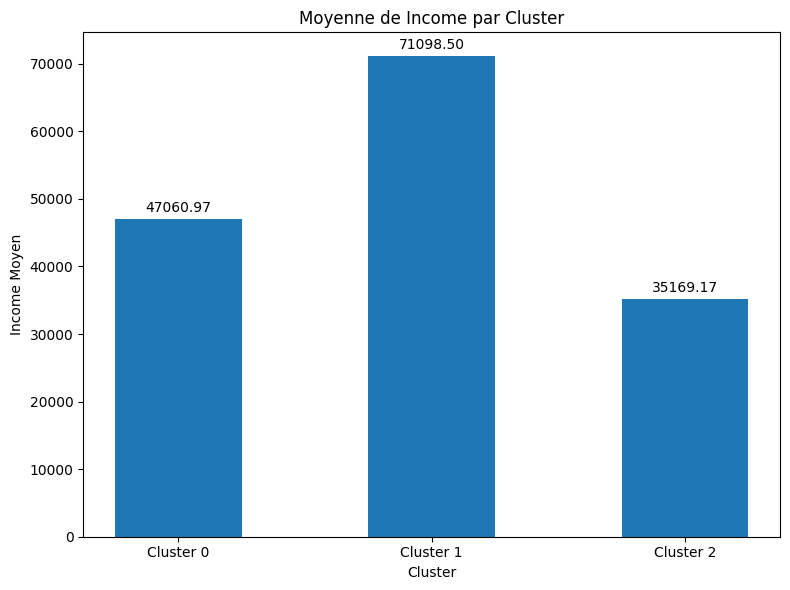 Moyenne de Income par Cluster
71098.50
47060.97
35169.17
Income Moyen
70000
60000
50000
40000
30000
20000
10000
0
Cluster 0
Cluster 1
Cluster 2
Cluster